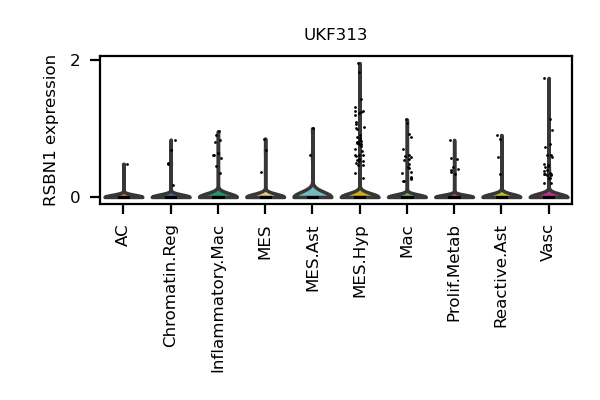 UKF313
RSBN1 expression
2
0
AC
Chromatin.Reg
Inflammatory.Mac
MES
MES.Ast
MES.Hyp
Mac
Prolif.Metab
Reactive.Ast
Vasc